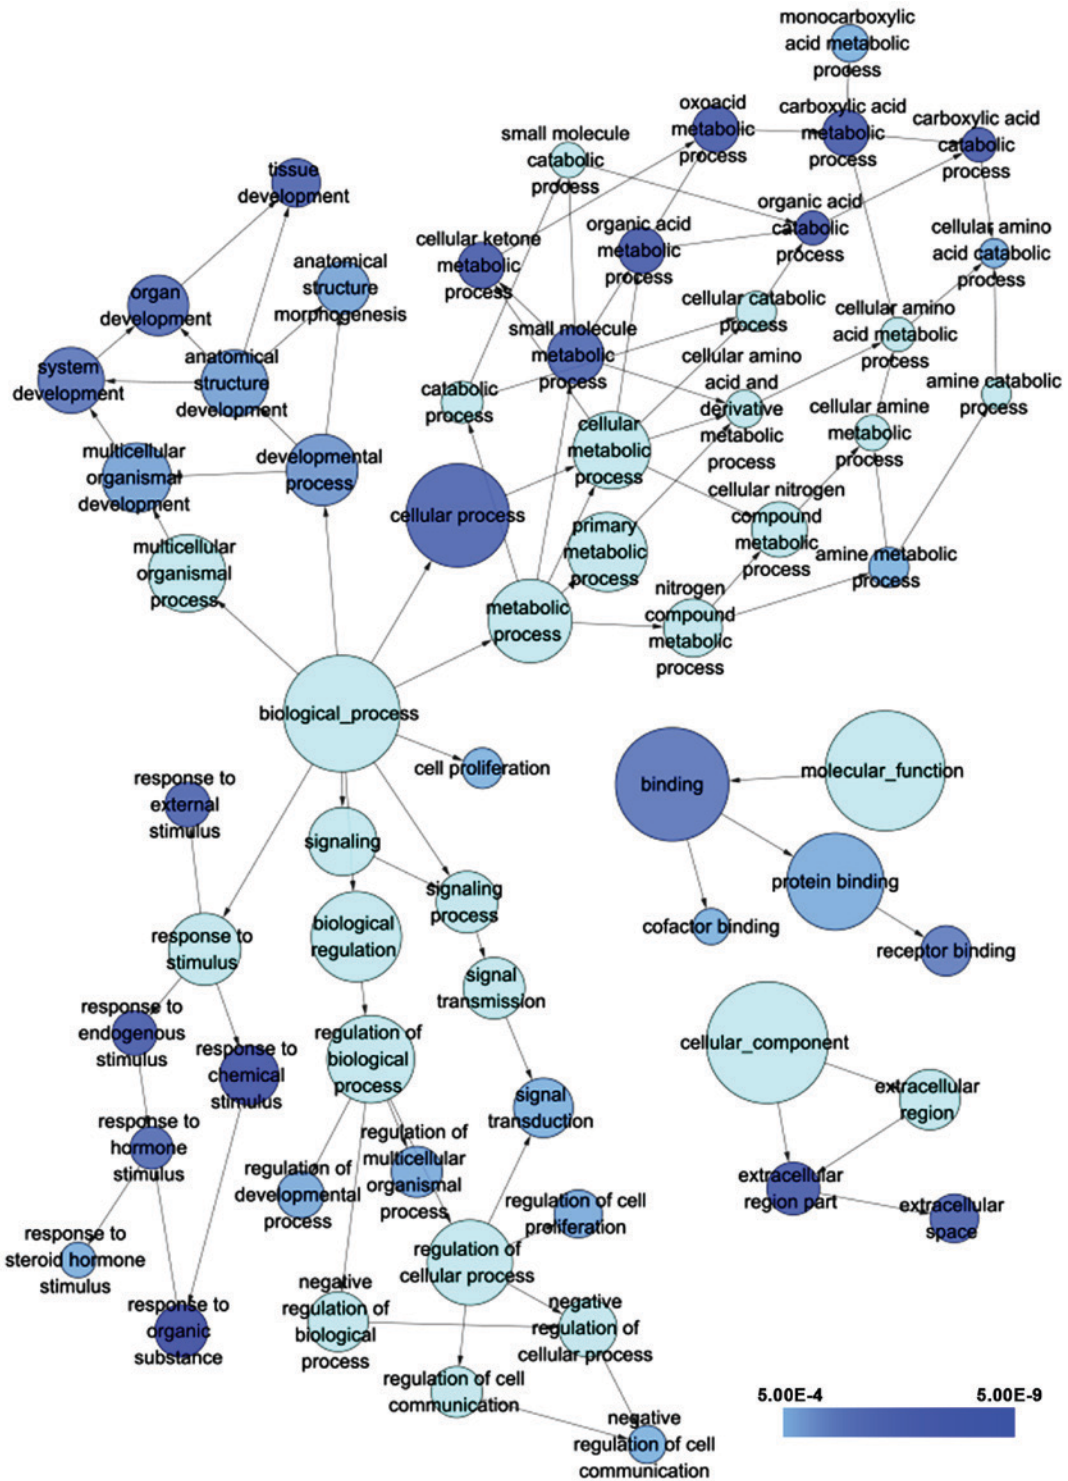 monocarboxylic
acid metabolic
process
oxoacid
metabolic
process
carboxylic acid
metabolic
process
carboxylic acid
catabolic
process
small molecule
catabolic
process
tissue
development
organic acid
catabolic
process
organic acid
metabolic
process
cellular ketone
metabolic
process
cellular amino
acid catabolic
process
anatomical
structure
morphogenesis
organ
development
cellular catabolic
process
cellular amino
acid metabolic
process
small molecule
metabolic
process
system
development
anatomical
structure
development
cellular amino
acid and
derivative
metabolic
process
amine catabolic
process
catabolic
process
cellular amine
metabolic
process
cellular
metabolic
process
multicellular
organismal
development
developmental
process
cellular process
cellular nitrogen
compound
metabolic
process
primary
metabolic
process
amine metabolic
process
multicellular
organismal
process
metabolic
process
nitrogen
compound
metabolic
process
biological_process
cell proliferation
response to
external
stimulus
signaling
signaling
process
biological
regulation
response to
stimulus
signal
transmission
response to
endogenous
stimulus
response to
chemical
stimulus
regulation of
biological
process
signal
transduction
response to
hormone
stimulus
regulation of
developmental
process
regulation of
multicellular
organismal
process
regulation of cell
proliferation
response to
steroid hormone
stimulus
regulation of
cellular process
response to
organic
substance
negative
regulation of
biological
process
negative
regulation of
cellular process
regulation of cell
communication
negative
regulation of cell
communication
binding
molecular_function
protein binding
cofactor binding
receptor binding
cellular_component
extracellular
region
extracellular
region part
extracellular
space
5.00E-4
5.00E-9